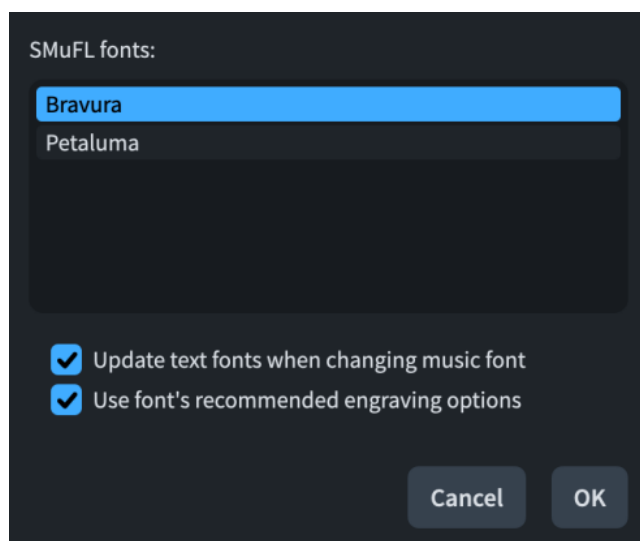 SMuFL fonts:
Bravura
Petaluma
Update text fonts when changing music font
Use font's recommended engraving options
Cancel OK